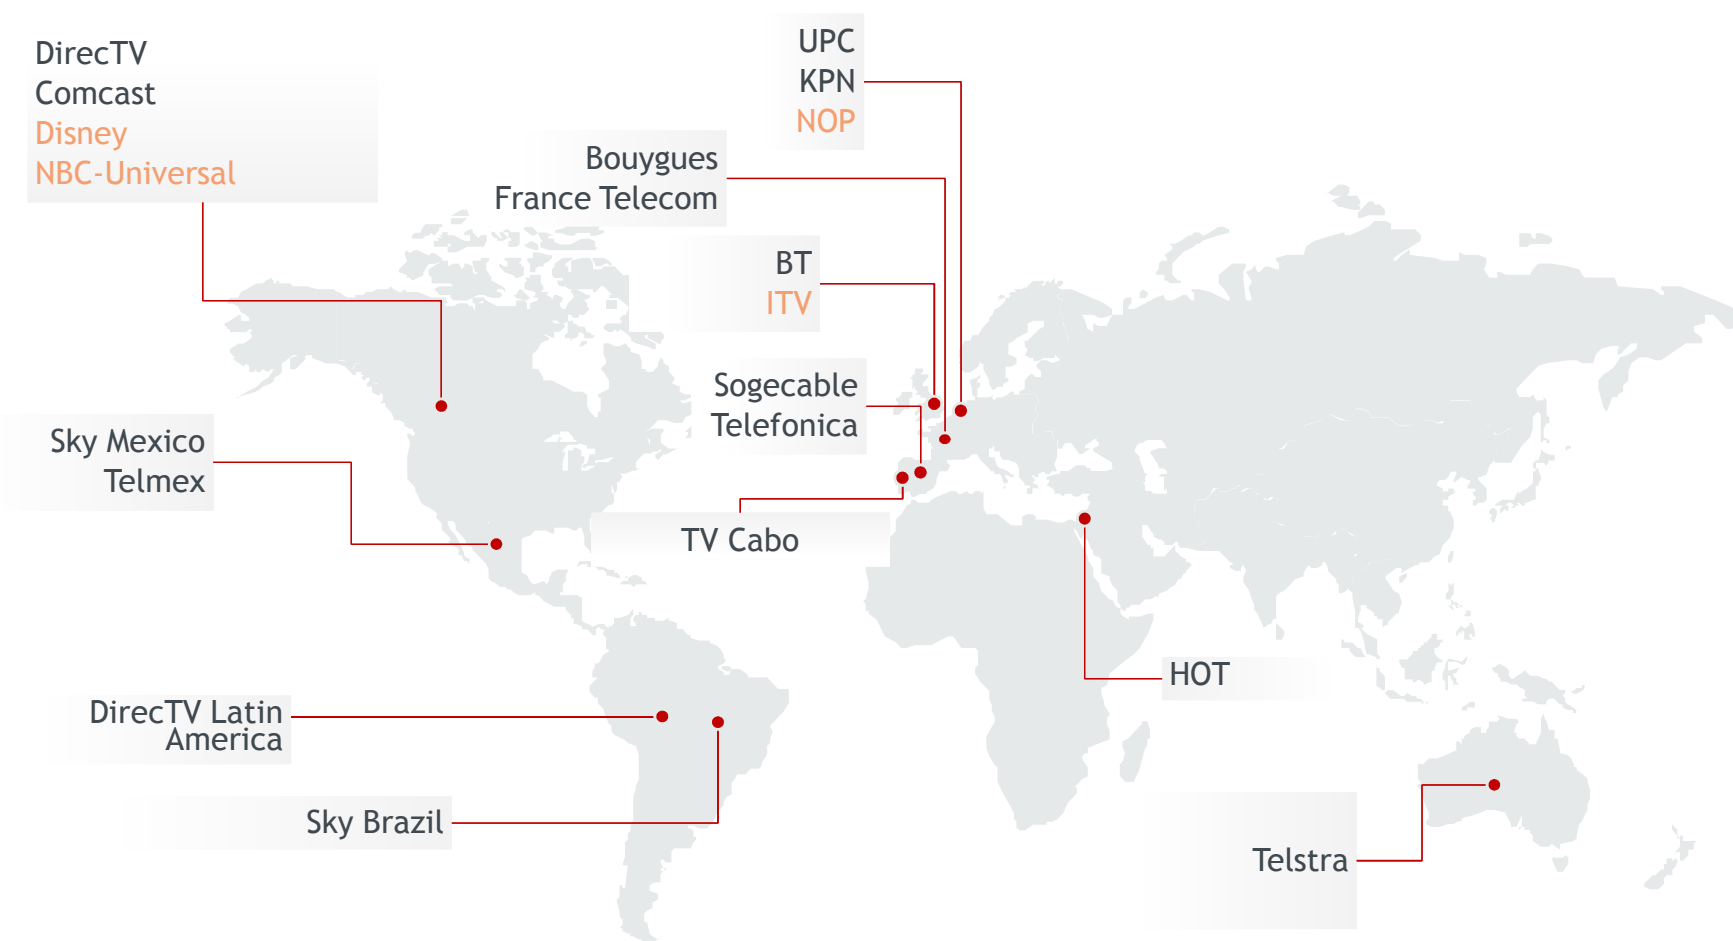 DirecTV
Comcast
Disney
NBC-Universal
UPC
KPN
NOP
Bouygues
France Telecom
BT
ITV
Sogecable
Telefonica
Sky Mexico
Telmex
TV Cabo
HOT
DirecTV Latin
America
Sky Brazil
Telstra